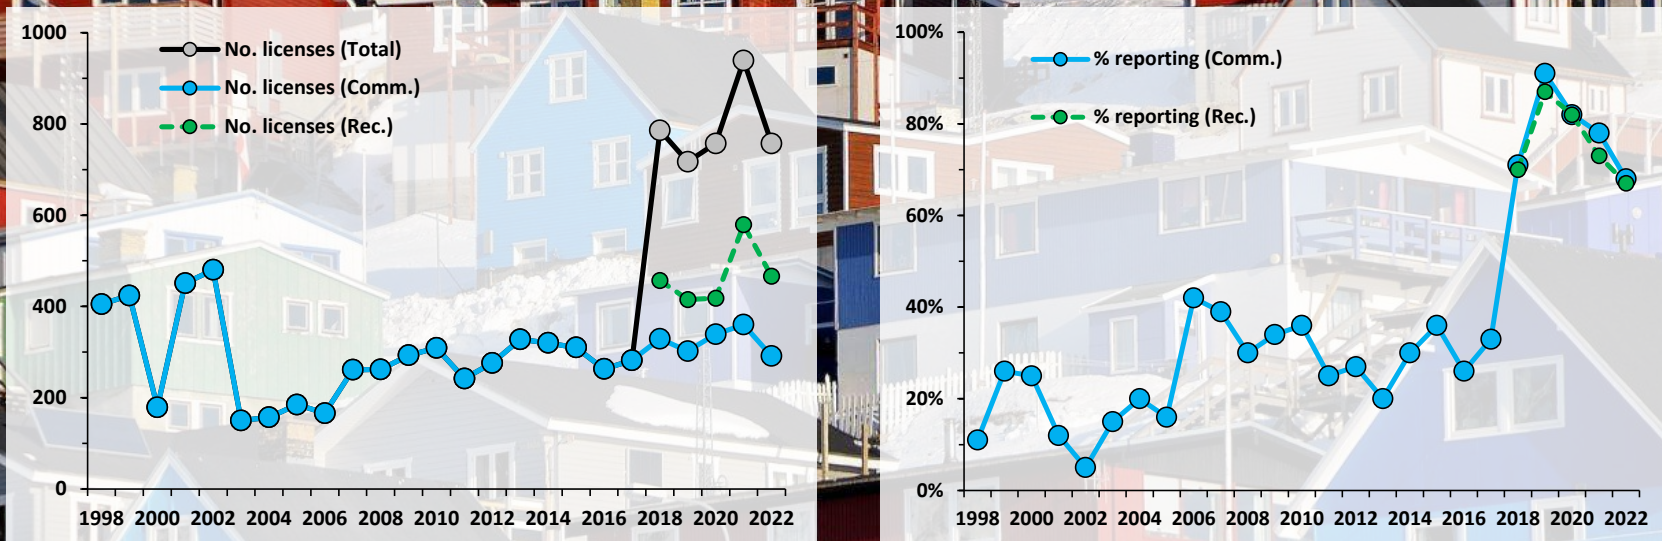 1000
800
600
400
200
0
No. licenses (Total)
No. licenses (Comm.)
No. licenses (Rec.)
1998 2000 2002 2004 2006 2008 2010 2012 2014 2016 2018 2020 2022
100%
80%
60%
40%
20%
0%
% reporting (Comm.)
% reporting (Rec.)
1998 2000 2002 2004 2006 2008 2010 2012 2014 2016 2018 2020 2022